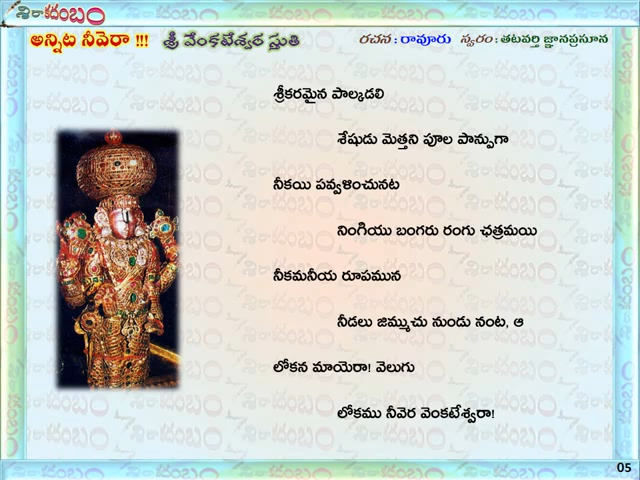 శిరాకదంబం
అన్నిట నీవెరా !!! శ్రీ వేంకటేశ్వర స్తుతి రచన : రావూరు స్వరం : తటవర్తి జ్ఞానప్రసూన
శ్రీకరమైన పాల్కడలి
శేషుడు మెత్తని పూల పాన్పుగా
నీకయి పవ్వళించునట
నింగియు బంగరు రంగు ఛత్రమయి
నీకమనీయ రూపమున
నీడలు జిమ్ముచు నుండు నంట, ఆ
లోకన మాయెరా! వెలుగు
లోకము నీవెర వెంకటేశ్వరా!
05